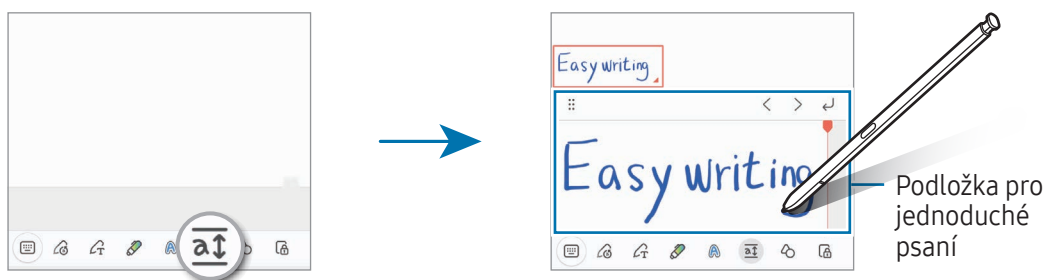 Easy writing
Easy writing
Podložka pro
jednoduché
psaní